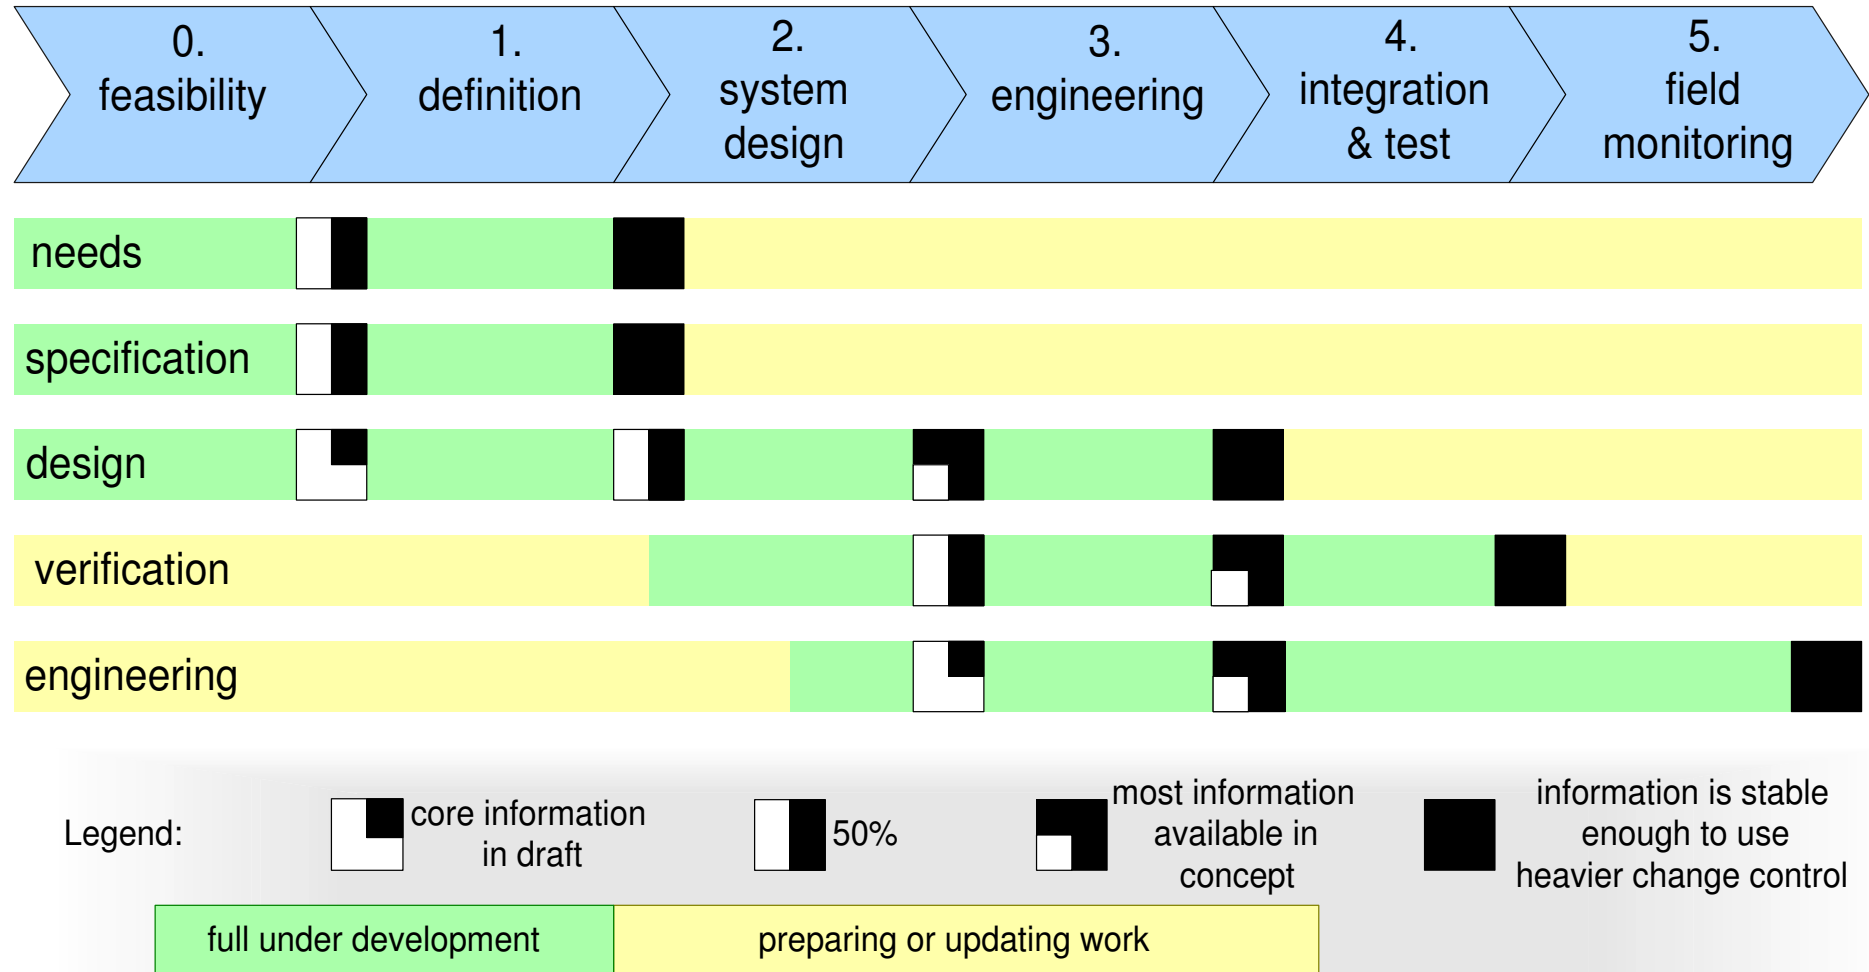 0.
feasibility
1.
definition
2.
system
design
3.
engineering
4.
integration
& test
5.
field
monitoring
needs
specification
design
verification
engineering
Legend:
core information
in draft
50%
most information
available in
concept
information is stable
enough to use
heavier change control
full under development
preparing or updating work